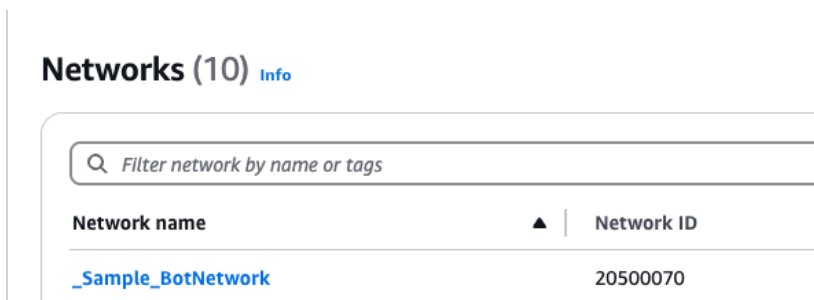 Networks (10) Info
Filter network by name or tags
Network name Network ID
_Sample_BotNetwork 20500070